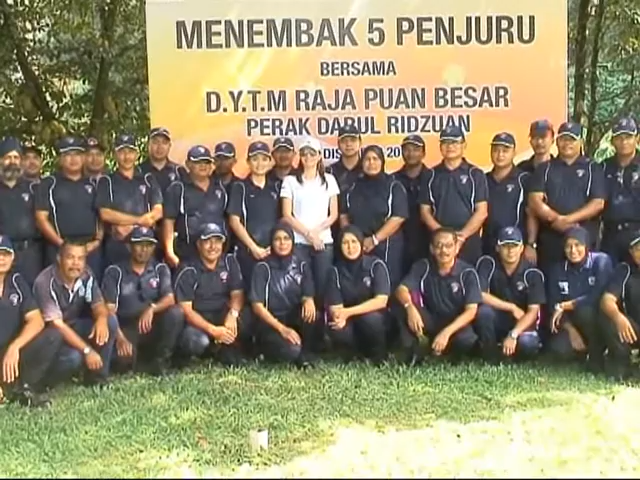 MENEMBAK 5 PENJURU
BERSAMA
D.Y.T.M RAJA PUAN BESAR
PERAK DARUL RIDZUAN